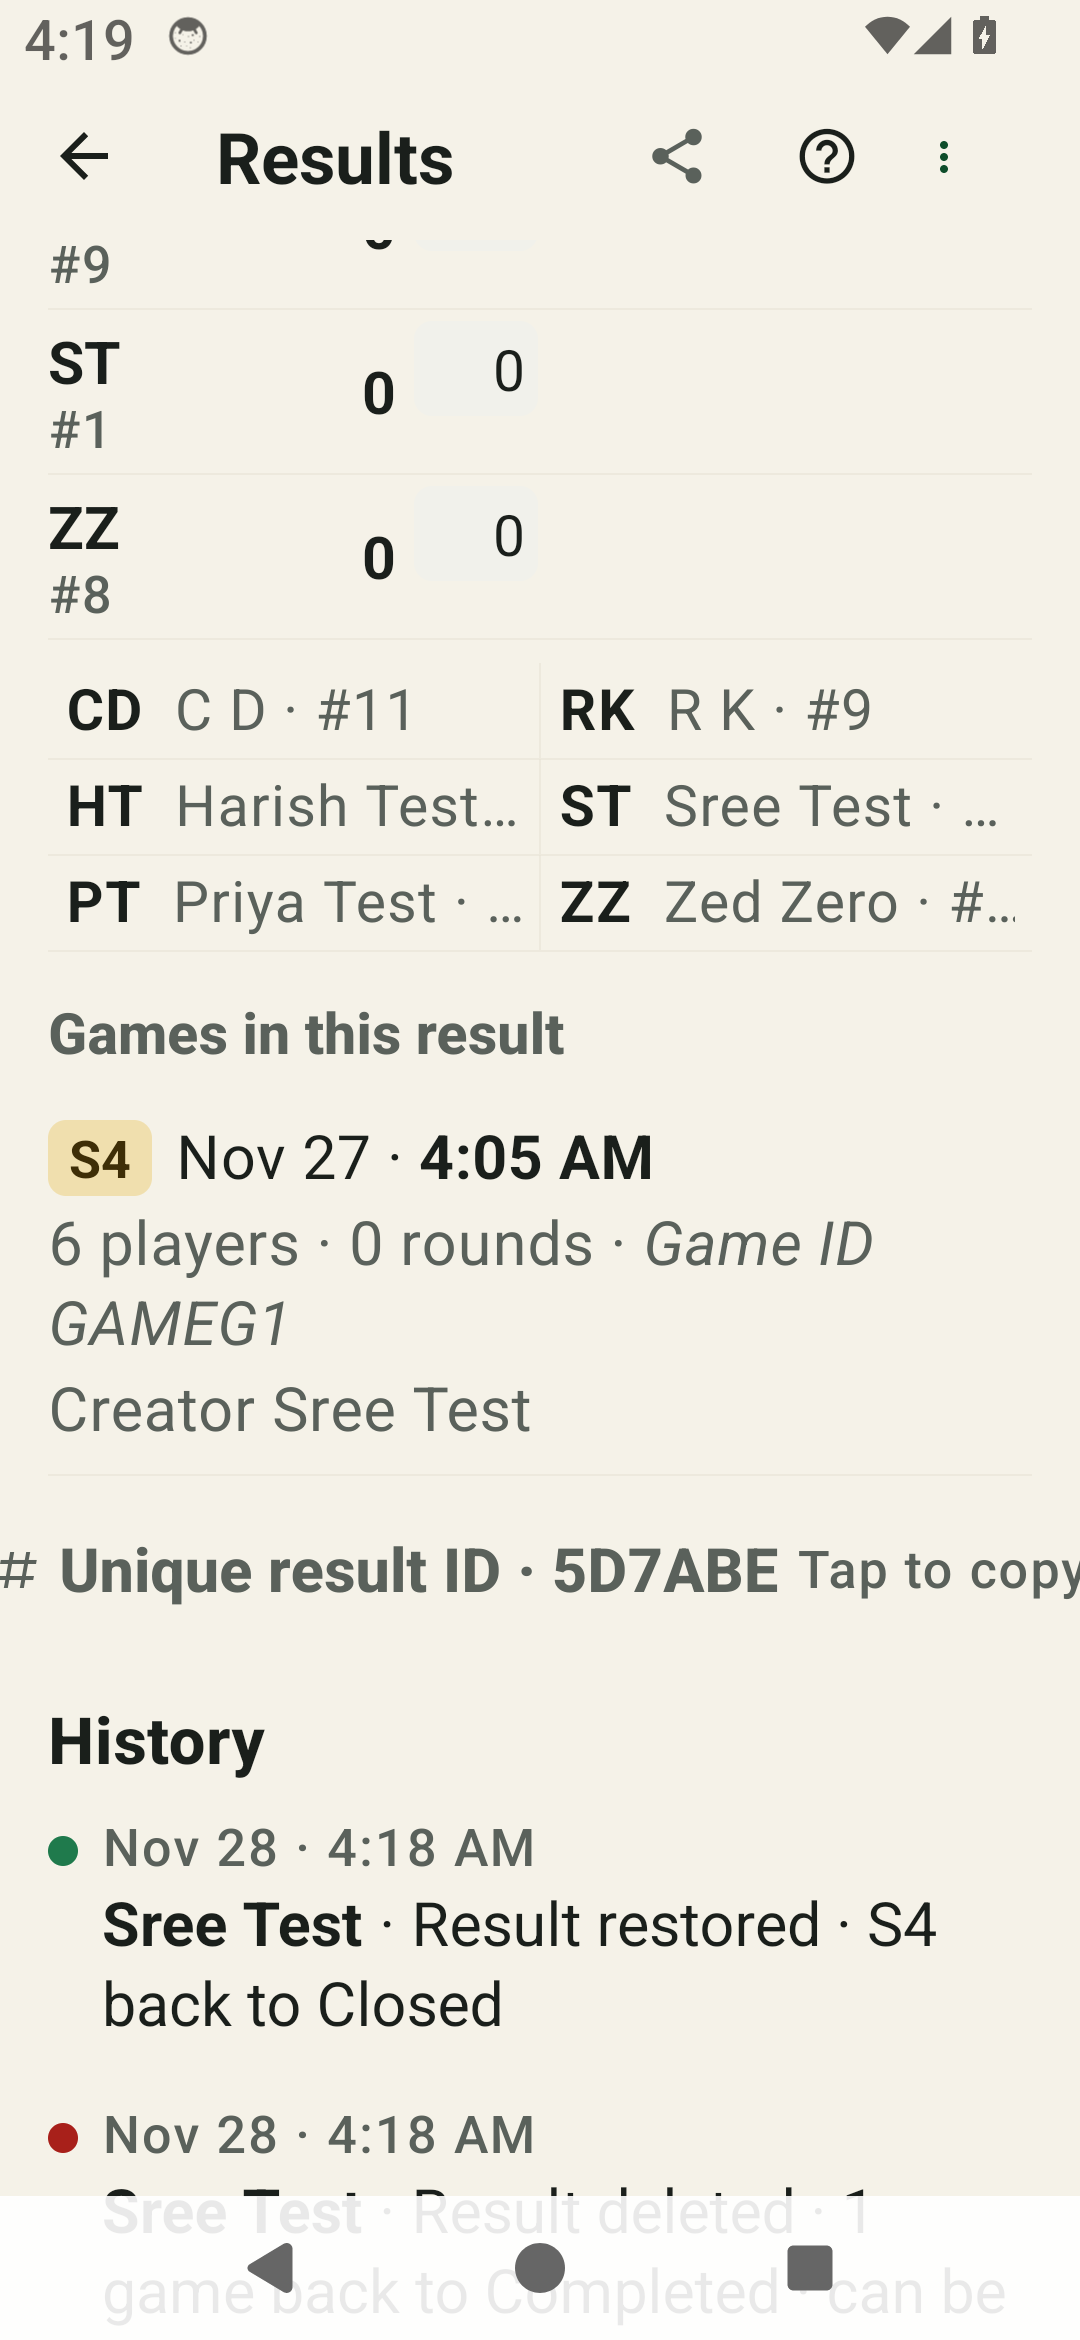 4:19
Results
#9
ST
0
0
#1
ZZ
0
0
#8
CD C D · #11
RK R K · #9
HT Harish Test…
ST Sree Test · …
PT Priya Test · …
ZZ Zed Zero · #…
Games in this result
S4 Nov 27 · 4:05 AM
6 players · 0 rounds · Game ID
GAMEG1
Creator Sree Test
# Unique result ID · 5D7ABE Tap to copy
History
Nov 28 · 4:18 AM
Sree Test · Result restored · S4
back to Closed
Nov 28 · 4:18 AM
Sree Test · Result deleted · 1
game back to Completed · can be